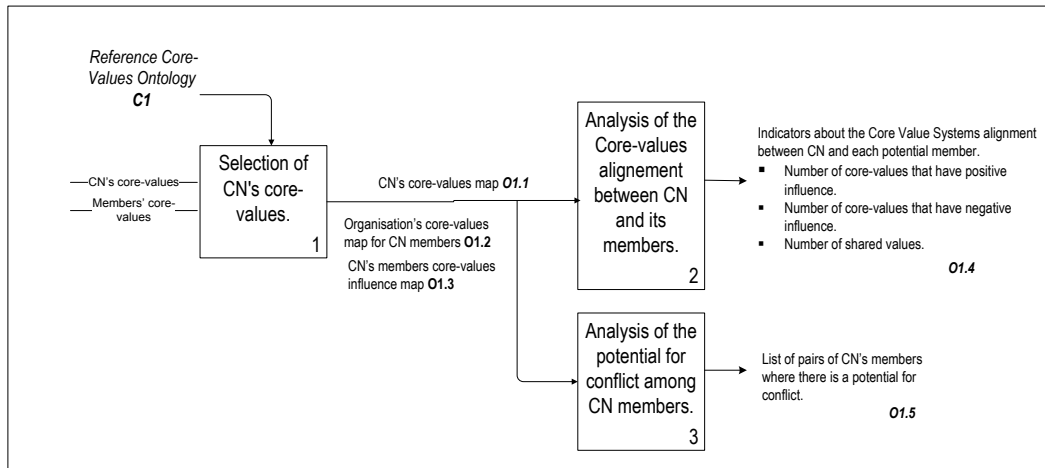 Reference Core-
Values Ontology
C1
CN's core-values
Members' core-
values
Selection of
CN's core-
values.
1
CN's core-values map O1.1
Organisation's core-values
map for CN members O1.2
CN's members core-values
influence map O1.3
Analysis of the
Core-values
alignement
between CN
and its
members.
2
Indicators about the Core Value Systems alignment
between CN and each potential member.
▪ Number of core-values that have positive
influence.
▪ Number of core-values that have negative
influence.
▪ Number of shared values.
O1.4
Analysis of the
potential for
conflict among
CN members.
3
List of pairs of CN's members
where there is a potential for
conflict.
O1.5